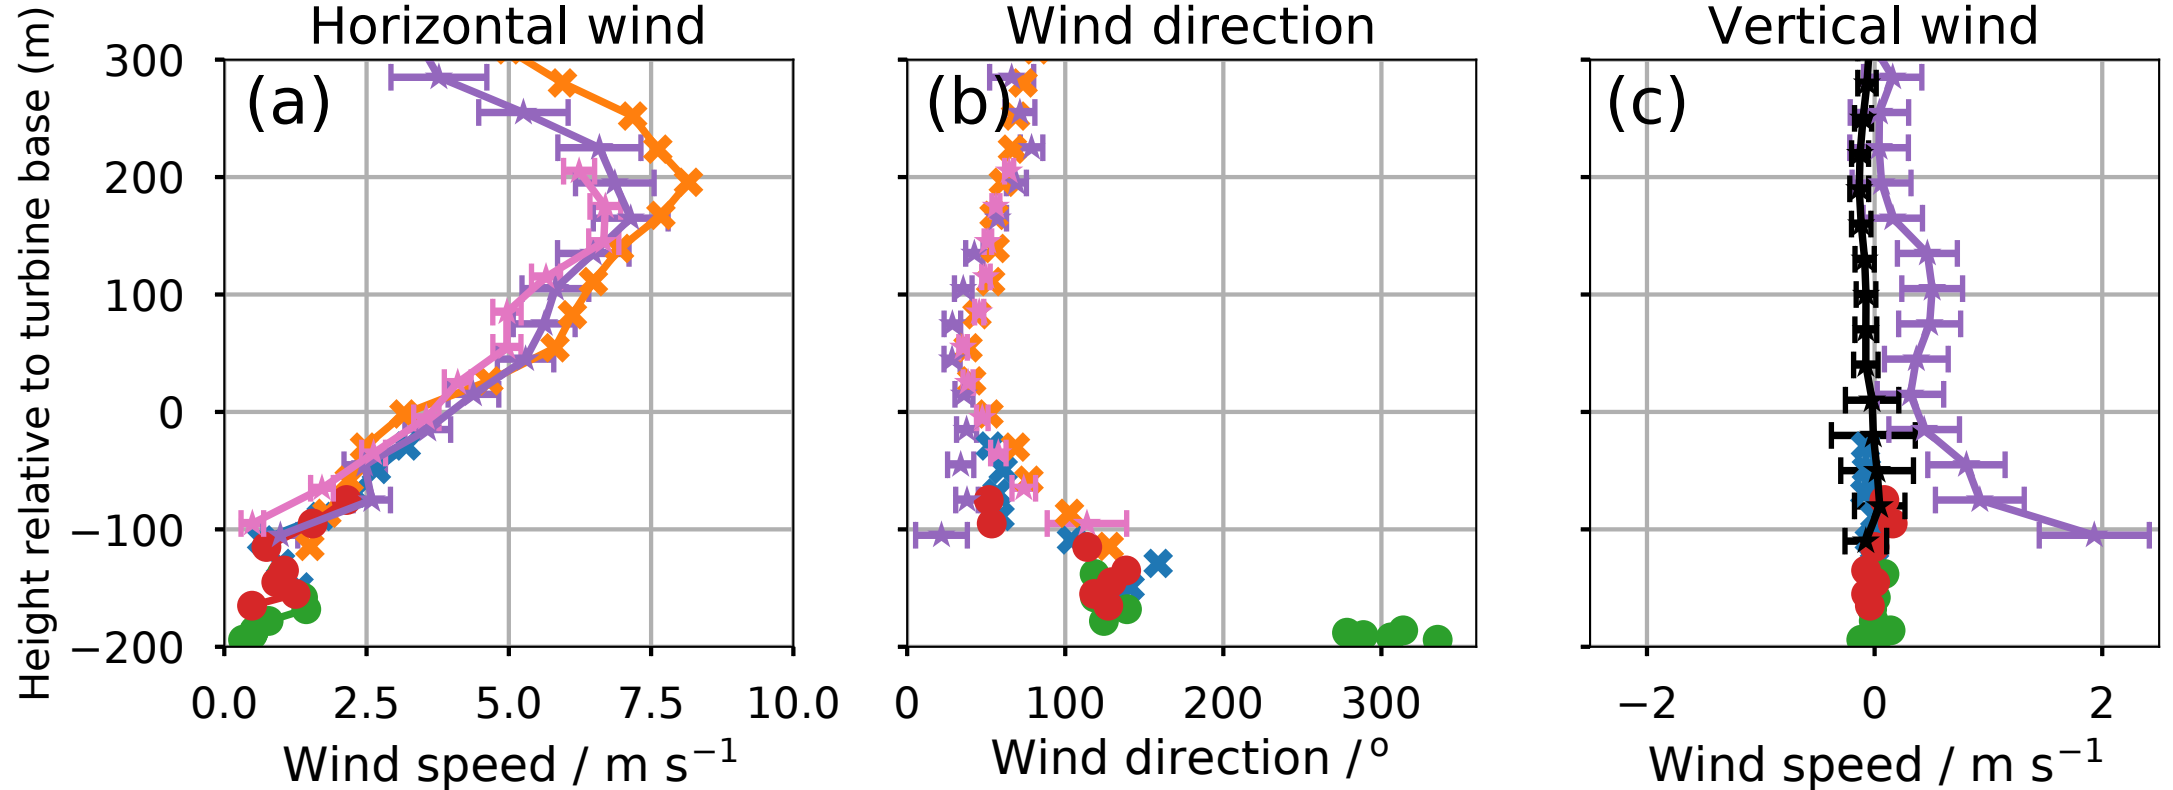 Horizontal wind
Wind direction
Vertical wind
Height relative to turbine base (m)
300
200
100
0
−100
−200
(a)
(b)
(c)
0.0 2.5 5.0 7.5 10.0
0 100 200 300
−2 0 2
Wind speed / m s⁻¹
Wind direction /°
Wind speed / m s⁻¹